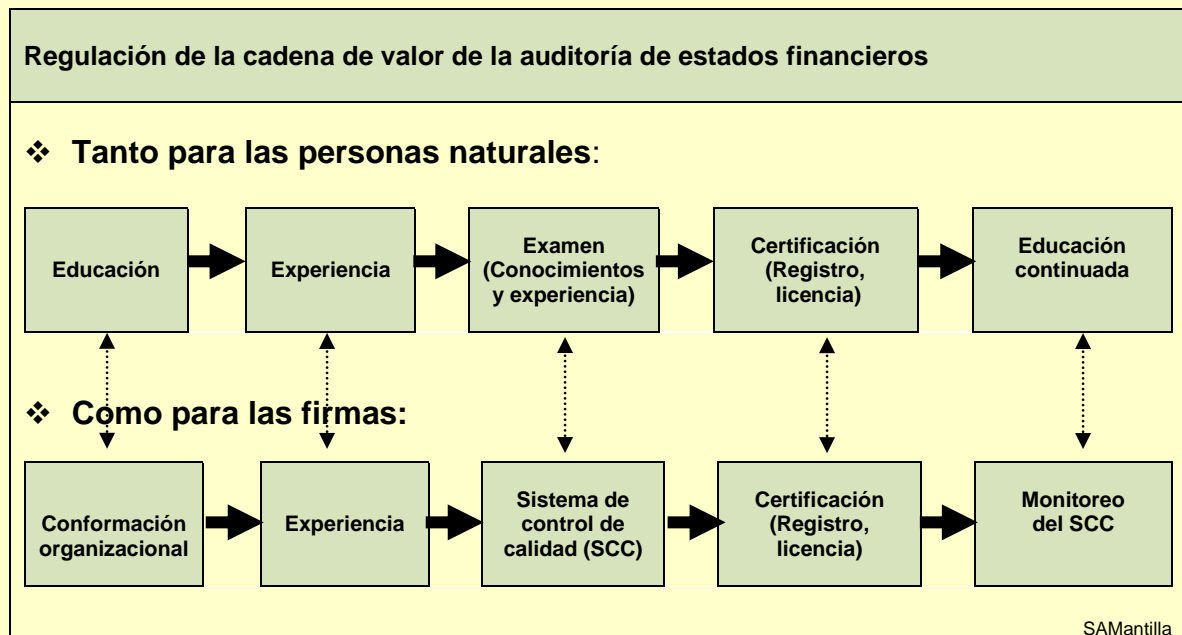 Regulación de la cadena de valor de la auditoría de estados financieros
❖ Tanto para las personas naturales:
Educación
Experiencia
Examen
(Conocimientos
y experiencia)
Certificación
(Registro,
licencia)
Educación
continuada
❖ Como para las firmas:
Conformación
organizacional
Experiencia
Sistema de
control de
calidad (SCC)
Certificación
(Registro,
licencia)
Monitoreo
del SCC
SAMantilla